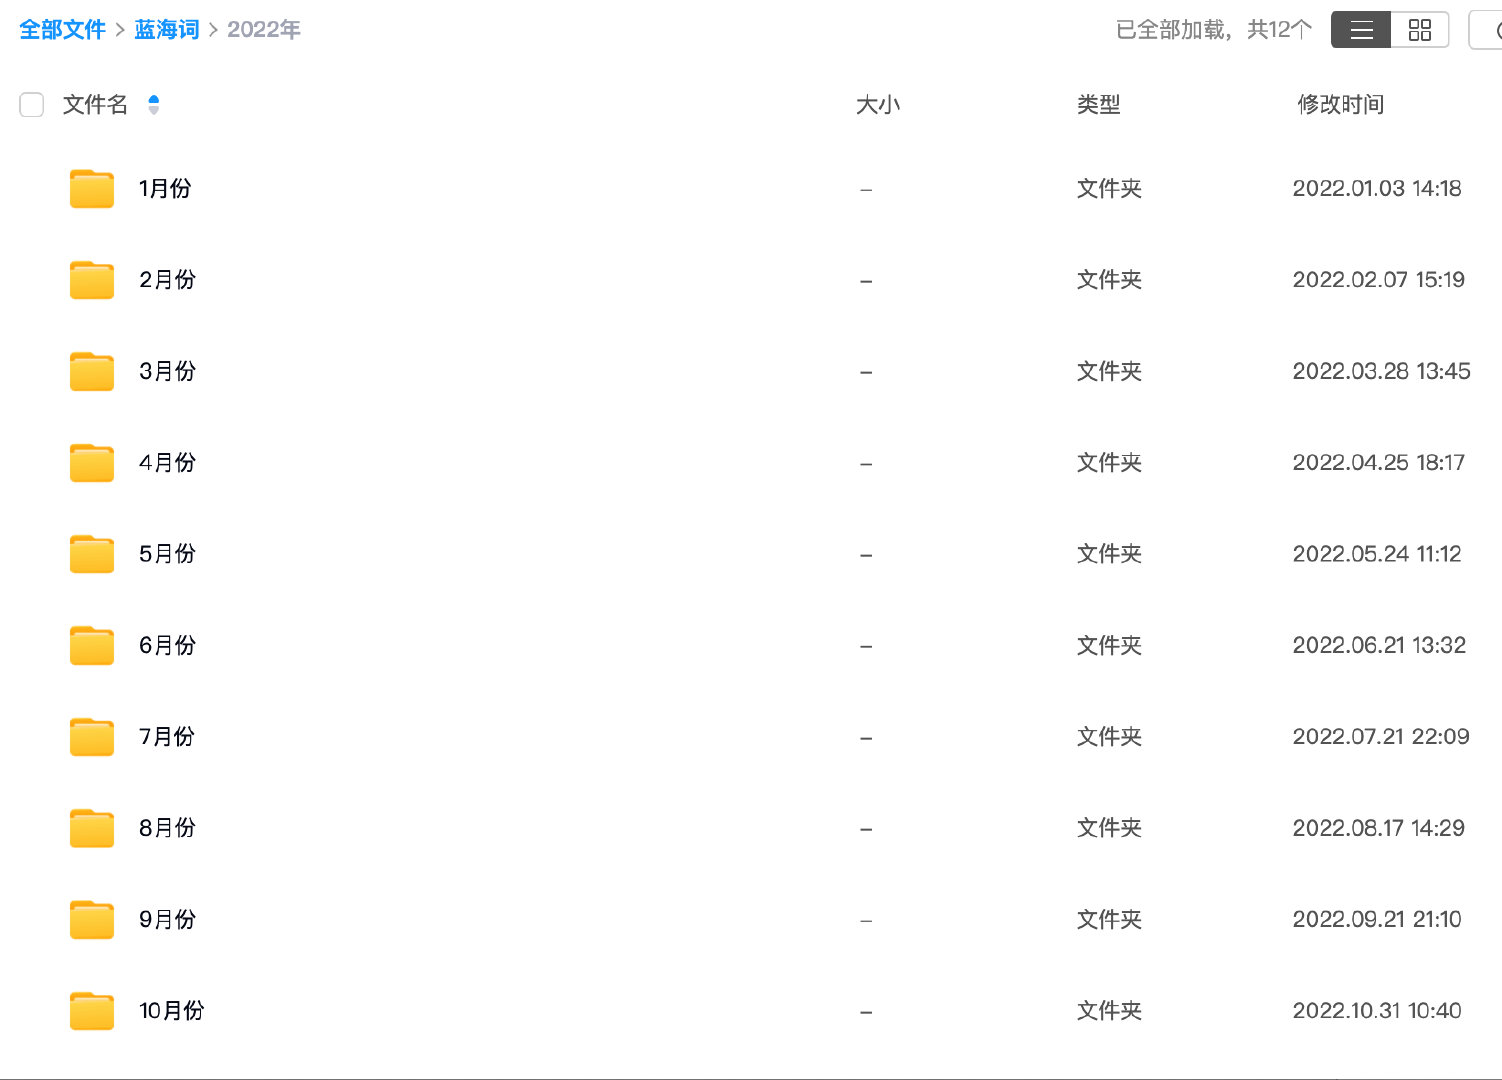 全部文件 > 蓝海词 > 2022年 已全部加载，共12个
文件名 大小 类型 修改时间
1月份 – 文件夹 2022.01.03 14:18
2月份 – 文件夹 2022.02.07 15:19
3月份 – 文件夹 2022.03.28 13:45
4月份 – 文件夹 2022.04.25 18:17
5月份 – 文件夹 2022.05.24 11:12
6月份 – 文件夹 2022.06.21 13:32
7月份 – 文件夹 2022.07.21 22:09
8月份 – 文件夹 2022.08.17 14:29
9月份 – 文件夹 2022.09.21 21:10
10月份 – 文件夹 2022.10.31 10:40